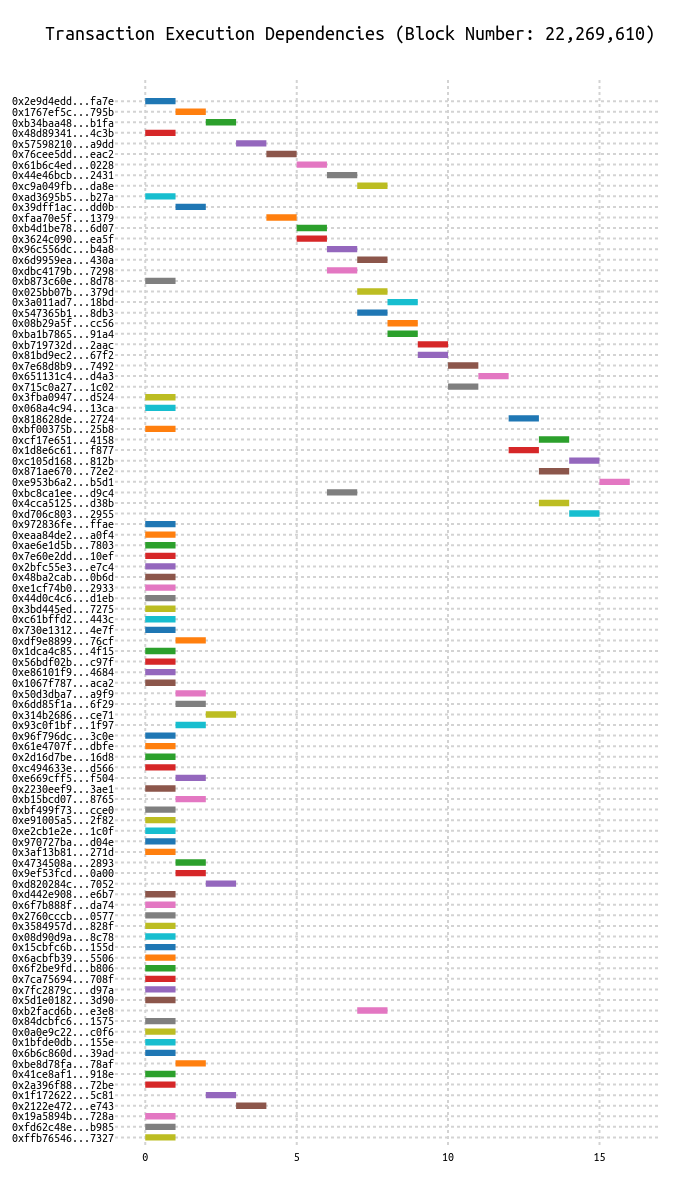 Transaction Execution Dependencies (Block Number: 22,269,610)
0x2e9d4edd...fa7e
0x1767ef5c...795b
0xb34baa48...b1fa
0x48d89341...4c3b
0x57598210...a9dd
0x76cee5dd...eac2
0x61b6c4ed...0228
0x44e46bcb...2431
0xc9a049fb...da8e
0xad3695b5...b27a
0x39dff1ac...dd0b
0xfaa70e5f...1379
0xb4d1be78...6d07
0x3624c090...ea5f
0x96c556dc...b4a8
0x6d9959ea...430a
0xdbc4179b...7298
0xb873c60e...8d78
0x025bb07b...379d
0x3a011ad7...18bd
0x547365b1...8db3
0x08b29a5f...cc56
0xba1b7865...91a4
0xb719732d...2aac
0x81bd9ec2...67f2
0x7e68d8b9...7492
0x651131c4...d4a3
0x715c0a27...1c02
0x3fba0947...d524
0x068a4c94...13ca
0x818628de...2724
0xbf00375b...25b8
0xcf17e651...4158
0x1d8e6c61...f877
0xc105d168...812b
0x871ae670...72e2
0xe953b6a2...b5d1
0xbc8ca1ee...d9c4
0x4cca5125...d38b
0xd706c803...2955
0x972836fe...ffae
0xeaa84de2...a0f4
0xae6e1d5b...7803
0x7e60e2dd...10ef
0x2bfc55e3...e7c4
0x48ba2cab...0b6d
0xe1cf74b0...2933
0x44d0c4c6...d1eb
0x3bd445ed...7275
0xc61bffd2...443c
0x730e1312...4e7f
0xdf9e8899...76cf
0x1dca4c85...4f15
0x56bdf02b...c97f
0xe86101f9...4684
0x1067f787...aca2
0x50d3dba7...a9f9
0x6dd85f1a...6f29
0x314b2686...ce71
0x93c0f1bf...1f97
0x96f796dc...3c0e
0x61e4707f...dbfe
0x2d16d7be...16d8
0xc494633e...d566
0xe669cff5...f504
0x2230eef9...3ae1
0xb15bcd07...8765
0xbf499f73...cce0
0xe91005a5...2f82
0xe2cb1e2e...1c0f
0x970727ba...d04e
0x3af13b81...271d
0x4734508a...2893
0x9ef53fcd...0a00
0xd820284c...7052
0xd442e908...e6b7
0x6f7b888f...da74
0x2760cccb...0577
0x3584957d...828f
0x08d90d9a...8c78
0x15cbfc6b...155d
0x6acbfb39...5506
0x6f2be9fd...b806
0x7ca75694...708f
0x7fc2879c...d97a
0x5d1e0182...3d90
0xb2facd6b...e3e8
0x84dcbfc6...1575
0x0a0e9c22...c0f6
0x1bfde0db...155e
0x6b6c860d...39ad
0xbe8d78fa...78af
0x41ce8af1...918e
0x2a396f88...72be
0x1f172622...5c81
0x2122e472...e743
0x19a5894b...728a
0xfd62c48e...b985
0xffb76546...7327
0 5 10 15